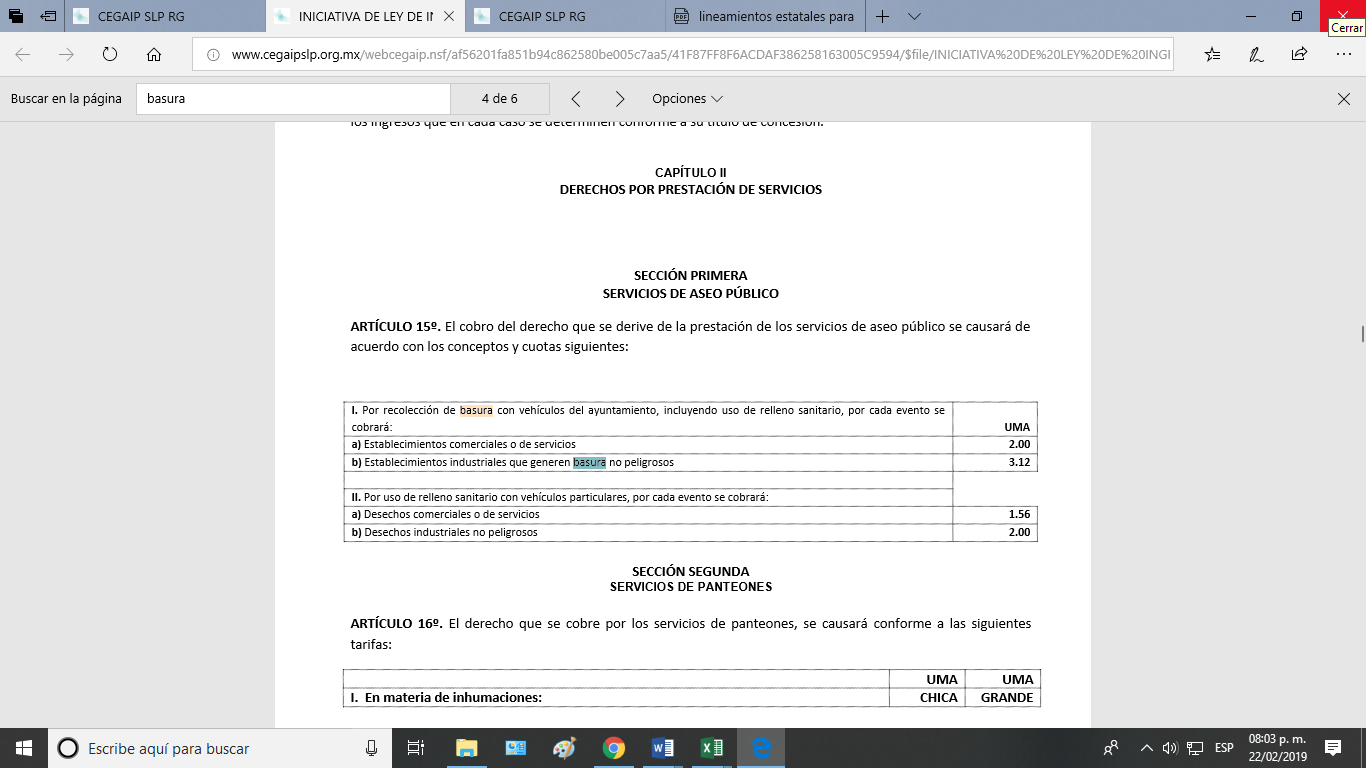 CEGAIP SLP RG
INICIATIVA DE LEY DE IN
CEGAIP SLP RG
lineamientos estatales para
Cerrar
www.cegaipslp.org.mx/webcegaip.nsf/af56201fa851b94c862580be005c7aa5/41F87FF8F6ACDAF386258163005C9594/$file/INICIATIVA%20DE%20LEY%20DE%20INGI
Buscar en la página
basura
4 de 6
Opciones
los ingresos que en cada caso se determinen conforme a su título de concesión.
CAPÍTULO II
DERECHOS POR PRESTACIÓN DE SERVICIOS
SECCIÓN PRIMERA
SERVICIOS DE ASEO PÚBLICO
ARTÍCULO 15º. El cobro del derecho que se derive de la prestación de los servicios de aseo público se causará de
acuerdo con los conceptos y cuotas siguientes:
I. Por recolección de basura con vehículos del ayuntamiento, incluyendo uso de relleno sanitario, por cada evento se
cobrará: UMA
a) Establecimientos comerciales o de servicios 2.00
b) Establecimientos industriales que generen basura no peligrosos 3.12
II. Por uso de relleno sanitario con vehículos particulares, por cada evento se cobrará:
a) Desechos comerciales o de servicios 1.56
b) Desechos industriales no peligrosos 2.00
SECCIÓN SEGUNDA
SERVICIOS DE PANTEONES
ARTÍCULO 16º. El derecho que se cobre por los servicios de panteones, se causará conforme a las siguientes
tarifas:
UMA UMA
I. En materia de inhumaciones: CHICA GRANDE
Escribe aquí para buscar
ESP
08:03 p. m.
22/02/2019